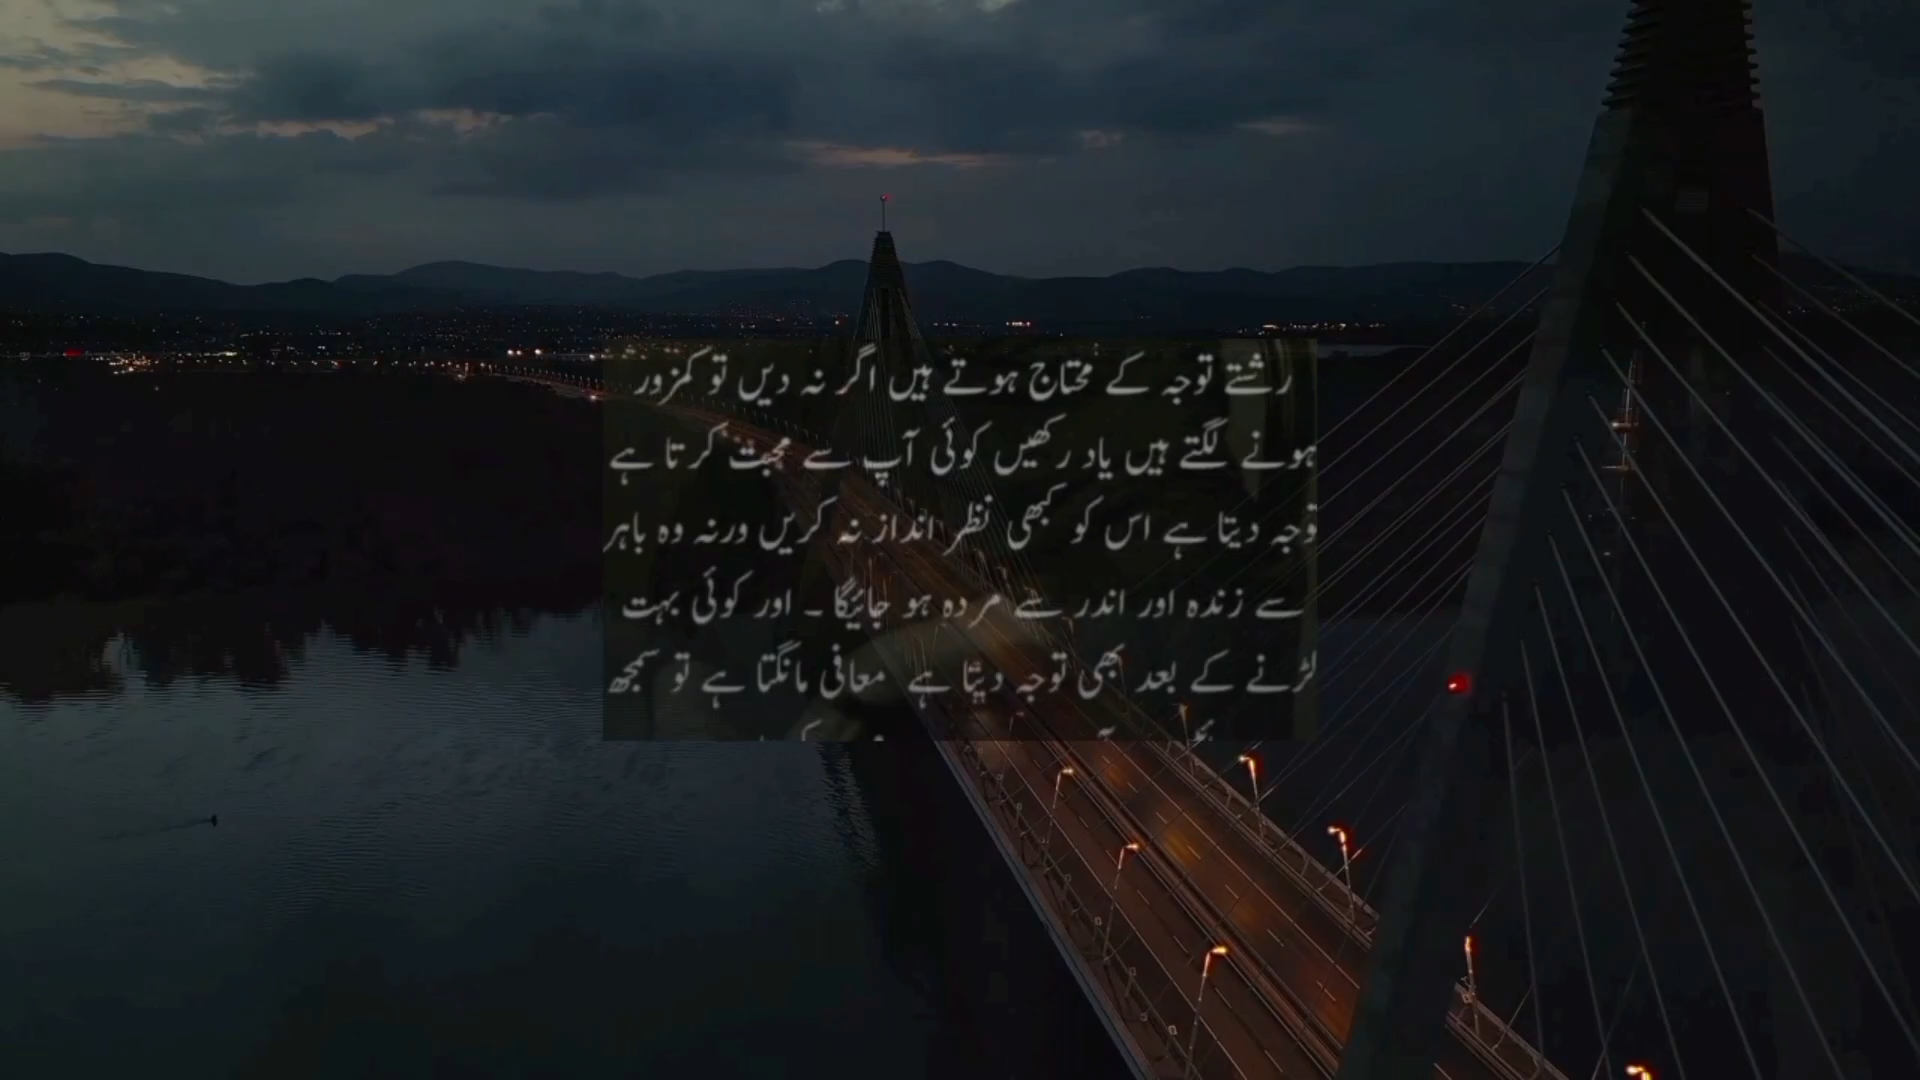 رشتے توجہ کے محتاج ہوتے ہیں اگر نہ دیں تو کمزور
ہونے لگتے ہیں یاد رکھیں کوئی آپ سے محبت کرتا ہے
توجہ دیتا ہے اس کو کبھی نظر انداز نہ کریں ورنہ وہ باہر
سے زندہ اور اندر سے مردہ ہو جائیگا ۔ اور کوئی بہت
لڑنے کے بعد بھی توجہ دیتا ہے معافی مانگتا ہے تو سمجھ